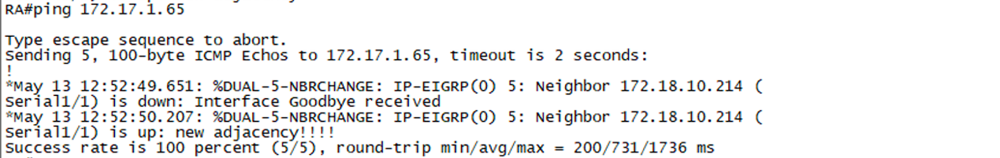 RA#ping 172.17.1.65
Type escape sequence to abort.
Sending 5, 100-byte ICMP Echos to 172.17.1.65, timeout is 2 seconds:
!
*May 13 12:52:49.651: %DUAL-5-NBRCHANGE: IP-EIGRP(0) 5: Neighbor 172.18.10.214 (
Serial1/1) is down: Interface Goodbye received
*May 13 12:52:50.207: %DUAL-5-NBRCHANGE: IP-EIGRP(0) 5: Neighbor 172.18.10.214 (
Serial1/1) is up: new adjacency!!!!
Success rate is 100 percent (5/5), round-trip min/avg/max = 200/731/1736 ms